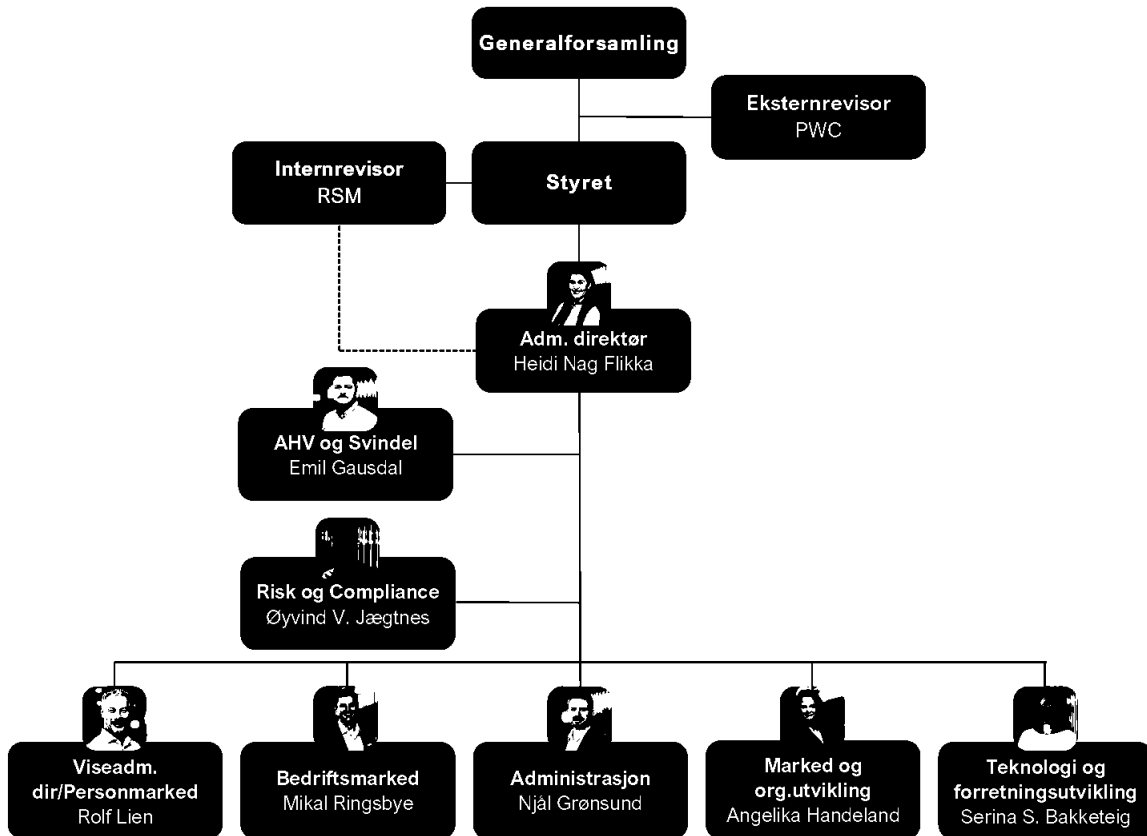 Generalforsamling
Eksternrevisor
PWC
Internrevisor
RSM
Styret
Adm. direktør
Heidi Nag Flikka
AHV og Svindel
Emil Gausdal
Risk og Compliance
Øyvind V. Jægtnes
Viseadm.
dir/Personmarked
Rolf Lien
Bedriftsmarked
Mikal Ringsbye
Administrasjon
Njål Grønsund
Marked og
org.utvikling
Angelika Handeland
Teknologi og
forretningsutvikling
Serina S. Bakketeig